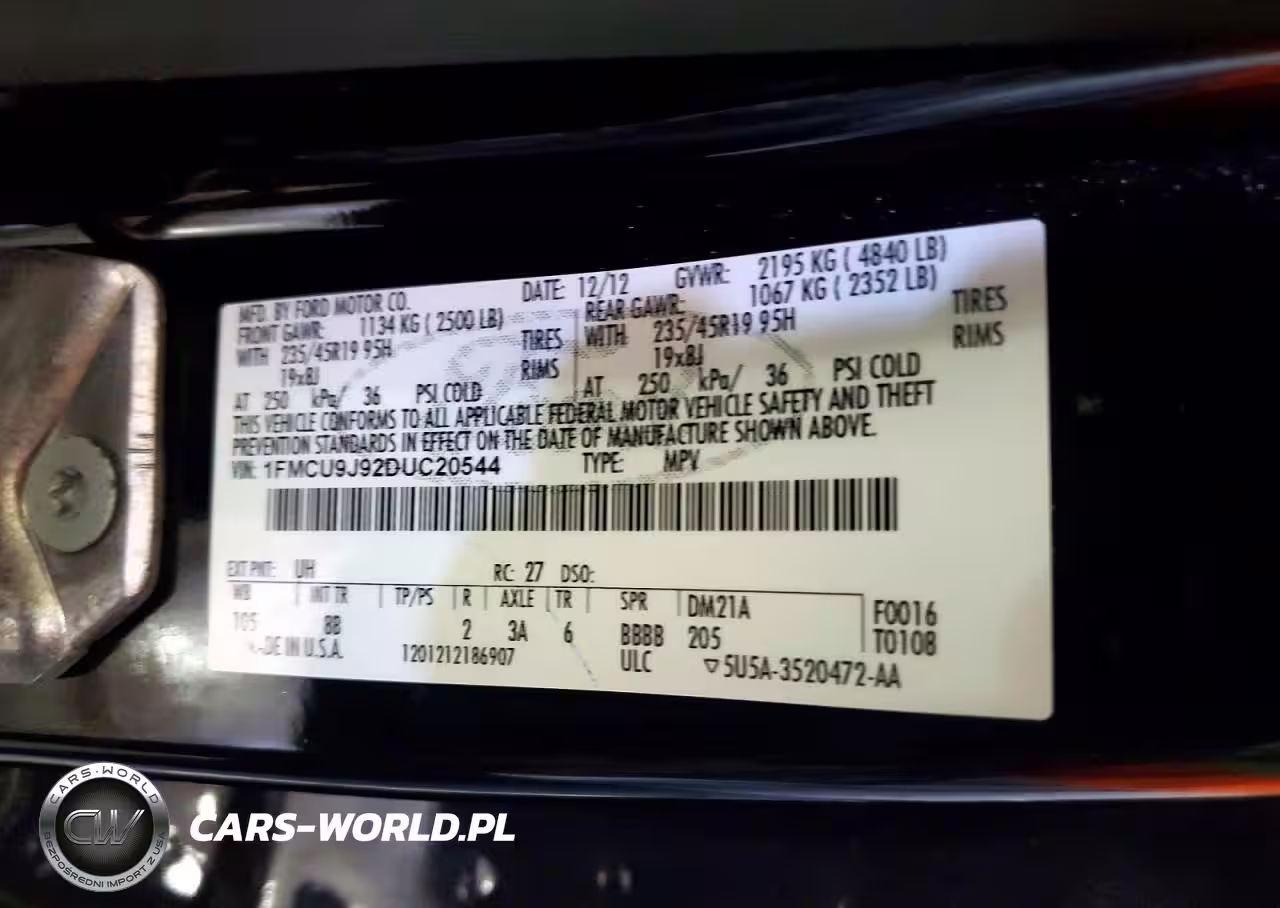 MFD. BY FORD MOTOR CO. DATE: 12/12 GVWR: 2195 KG ( 4840 LB)
FRONT GAWR: 1134 KG ( 2500 LB) REAR GAWR: 1067 KG ( 2352 LB)
WITH 235/45R19 95H TIRES WITH 235/45R19 95H TIRES
19x8J RIMS 19x8J RIMS
AT 250 kPa/ 36 PSI COLD AT 250 kPa/ 36 PSI COLD
THIS VEHICLE CONFORMS TO ALL APPLICABLE FEDERAL MOTOR VEHICLE SAFETY AND THEFT
PREVENTION STANDARDS IN EFFECT ON THE DATE OF MANUFACTURE SHOWN ABOVE.
VIN: 1FMCU9J92DUC20544 TYPE: MPV
EXT PNT: UH RC: 27 DSO:
WB INT TR TP/PS R AXLE TR SPR DM21A F0016
105 8B 2 3A 6 BBBB 205 T0108
DE IN U.S.A. 1201212186907 ULC ▽5U5A-3520472-AA
CARS-WORLD
CW
BEZPOŚREDNI IMPORT Z USA
CARS-WORLD.PL